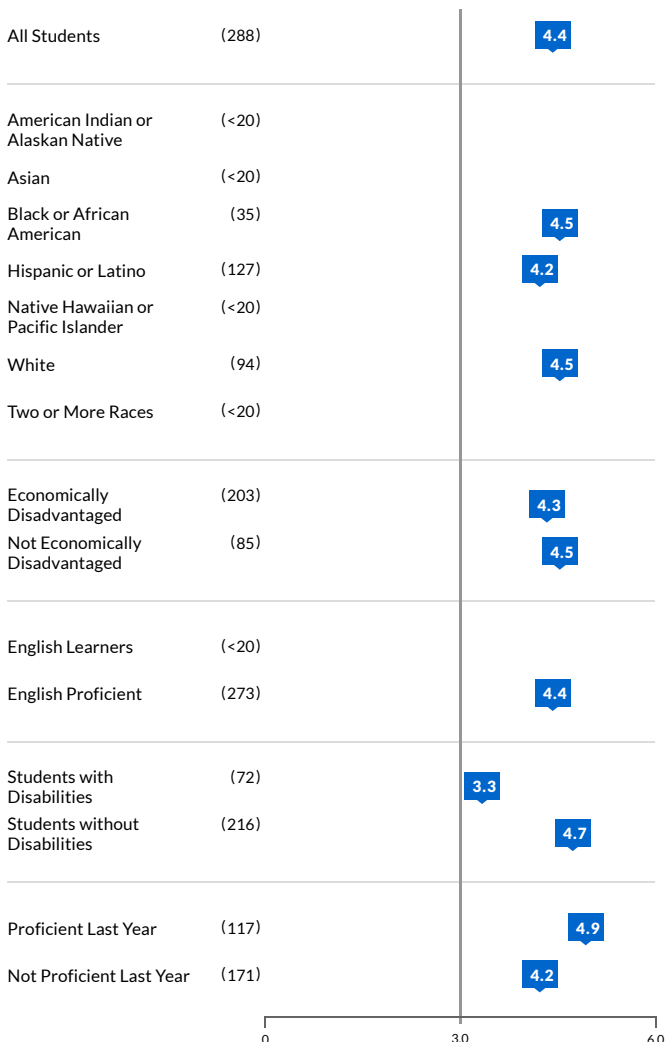 All Students (288) 4.4
American Indian or (<20)
Alaskan Native
Asian (<20)
Black or African (35) 4.5
American
Hispanic or Latino (127) 4.2
Native Hawaiian or (<20)
Pacific Islander
White (94) 4.5
Two or More Races (<20)
Economically (203) 4.3
Disadvantaged
Not Economically (85) 4.5
Disadvantaged
English Learners (<20)
English Proficient (273) 4.4
Students with (72) 3.3
Disabilities
Students without (216) 4.7
Disabilities
Proficient Last Year (117) 4.9
Not Proficient Last Year (171) 4.2
0 3.0 6.0